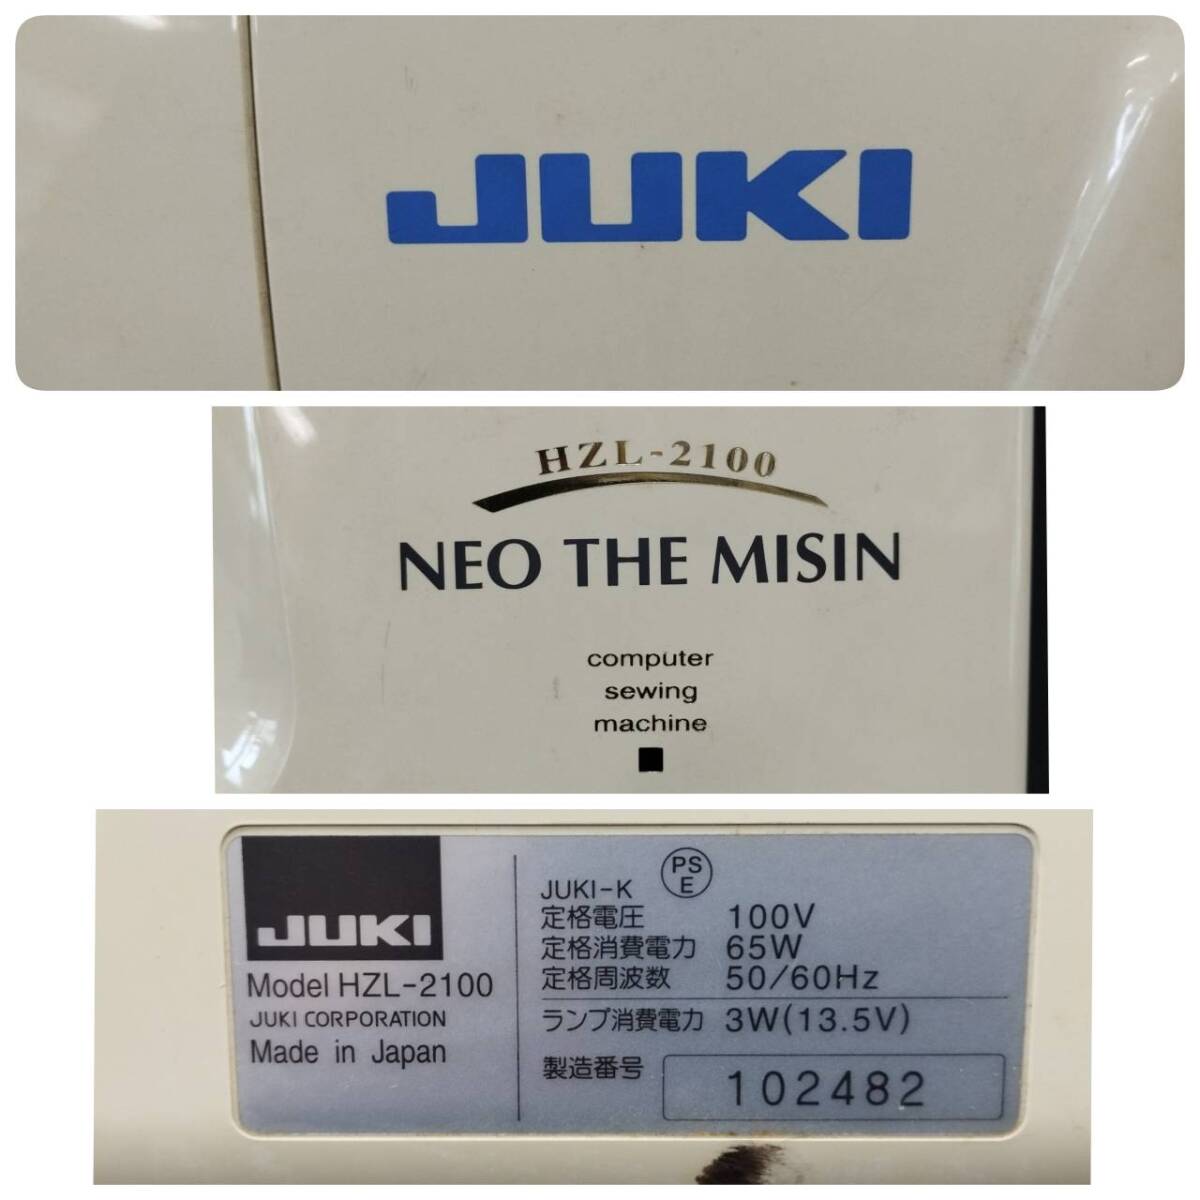 JUKI
HZL-2100
NEO THE MISIN
computer
sewing
machine
JUKI
Model HZL-2100
JUKI CORPORATION
Made in Japan
PS
E
JUKI-K
定格電圧 100V
定格消費電力 65W
定格周波数 50/60Hz
ランプ消費電力 3W(13.5V)
製造番号 102482